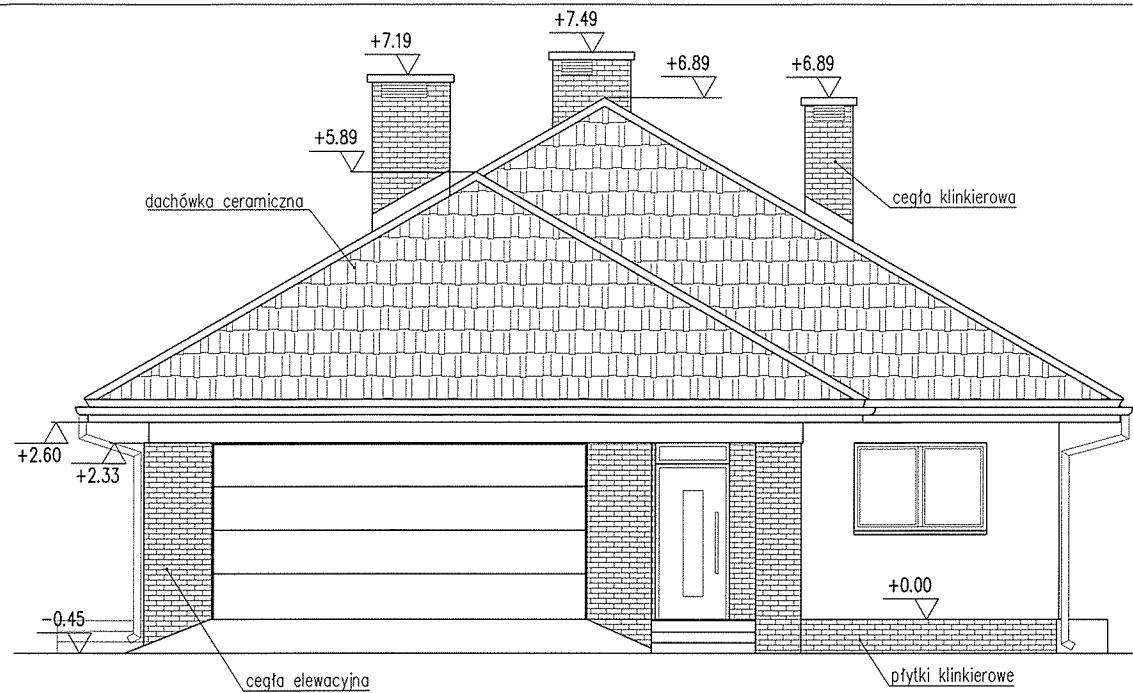 +7.49
+7.19
+6.89
+6.89
+5.89
dachówka ceramiczna
cegła klinkierowa
+2.60
+2.33
+0.00
-0.45
cegła elewacyjna
płytki klinkierowe